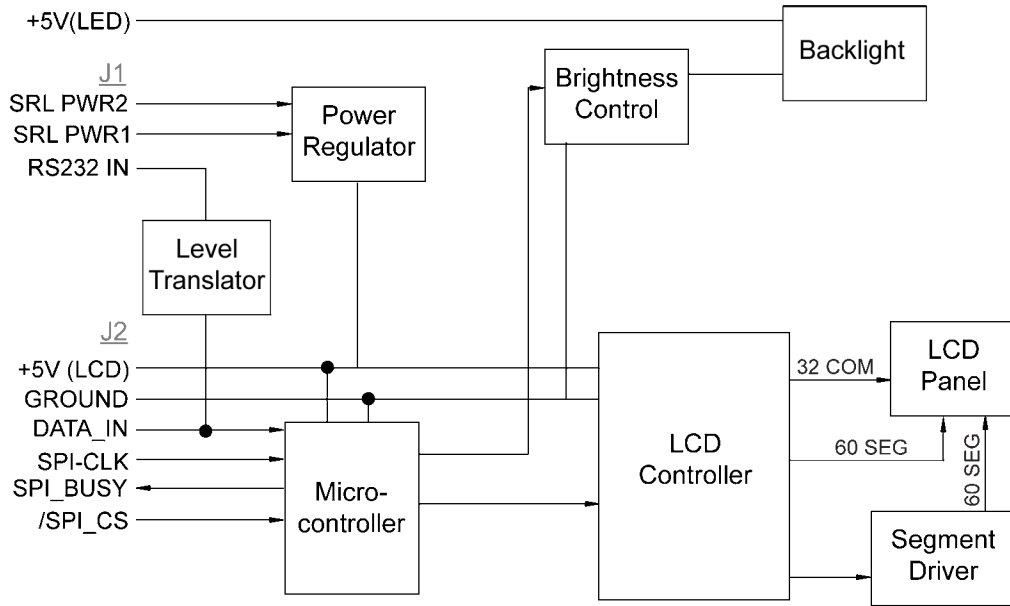 +5V(LED)
Backlight
Brightness
Control
J1
SRL PWR2
SRL PWR1
RS232 IN
Power
Regulator
Level
Translator
J2
+5V (LCD)
GROUND
DATA_IN
SPI-CLK
SPI_BUSY
/SPI_CS
Micro-
controller
LCD
Controller
32 COM
60 SEG
LCD
Panel
60 SEG
Segment
Driver